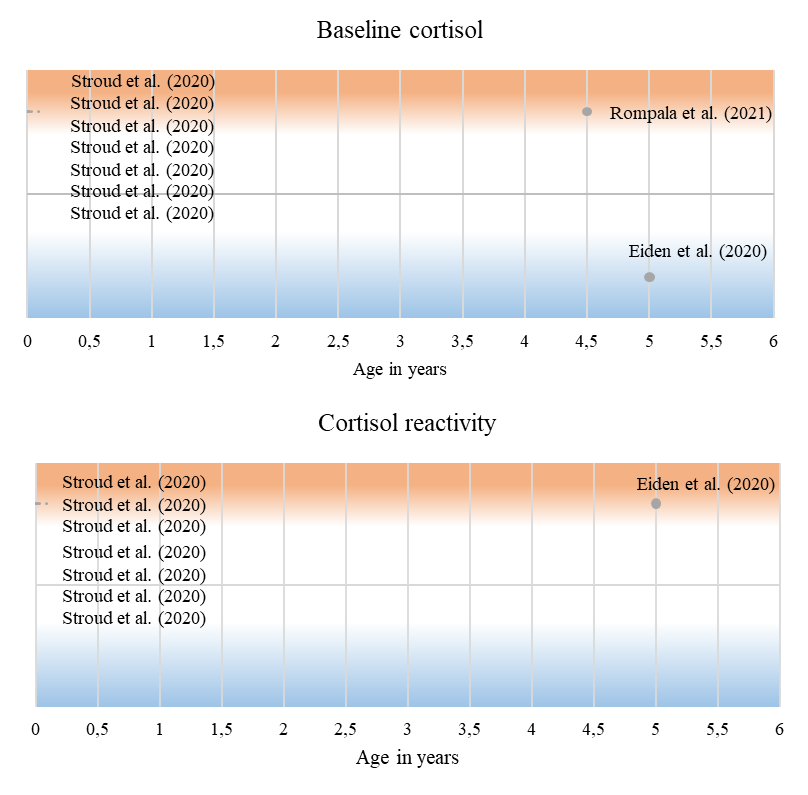 Baseline cortisol
Stroud et al. (2020)
Stroud et al. (2020)
Rompala et al. (2021)
Stroud et al. (2020)
Stroud et al. (2020)
Stroud et al. (2020)
Stroud et al. (2020)
Stroud et al. (2020)
Eiden et al. (2020)
0 0,5 1 1,5 2 2,5 3 3,5 4 4,5 5 5,5 6
Age in years
Cortisol reactivity
Stroud et al. (2020)
Eiden et al. (2020)
Stroud et al. (2020)
Stroud et al. (2020)
Stroud et al. (2020)
Stroud et al. (2020)
Stroud et al. (2020)
Stroud et al. (2020)
0 0,5 1 1,5 2 2,5 3 3,5 4 4,5 5 5,5 6
Age in years